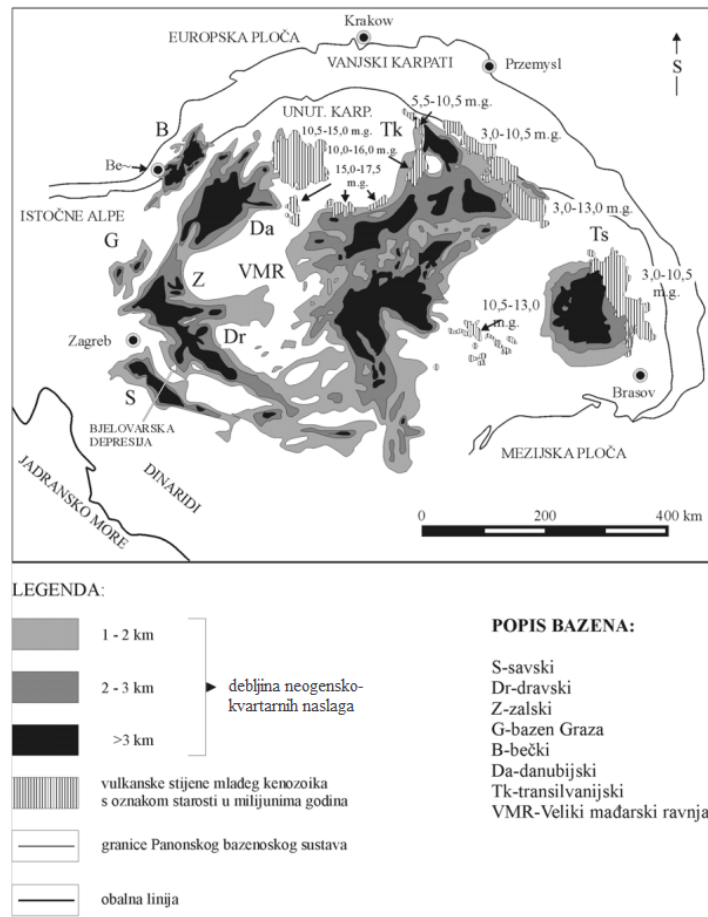 Krakow
EUROPSKA PLOČA
VANJSKI KARPATI
Przemysl
S
5,5-10,5 m.g.
UNUT. KARP.
Tk
B
10,5-15,0 m.g.
3,0-10,5
m.g.
10,0-16,0 m.g.
Be~
15,0-17,5
m.g.
ISTOČNE ALPE
3,0-13,0 m.g.
Da
Ts
G
VMR
Z
3,0-10,5
m.g.
10,5-13,0
m.g.
Dr
Zagreb
S
Brasov
BJELOVARSKA
DEPRESIJA
MEZIJSKA PLOČA
DINARIDI
JADRANSKO MORE
0 200 400 km
LEGENDA:
1 - 2 km
2 - 3 km
>3 km
debljina neogensko-
kvartarnih naslaga
vulkanske stijene mlađeg kenozoika
s oznakom starosti u milijunima godina
granice Panonskog bazenoskog sustava
obalna linija
POPIS BAZENA:
S-savski
Dr-dravski
Z-zalski
G-bazen Graza
B-bečki
Da-danubijski
Tk-transilvanijski
VMR-Veliki mađarski ravnja